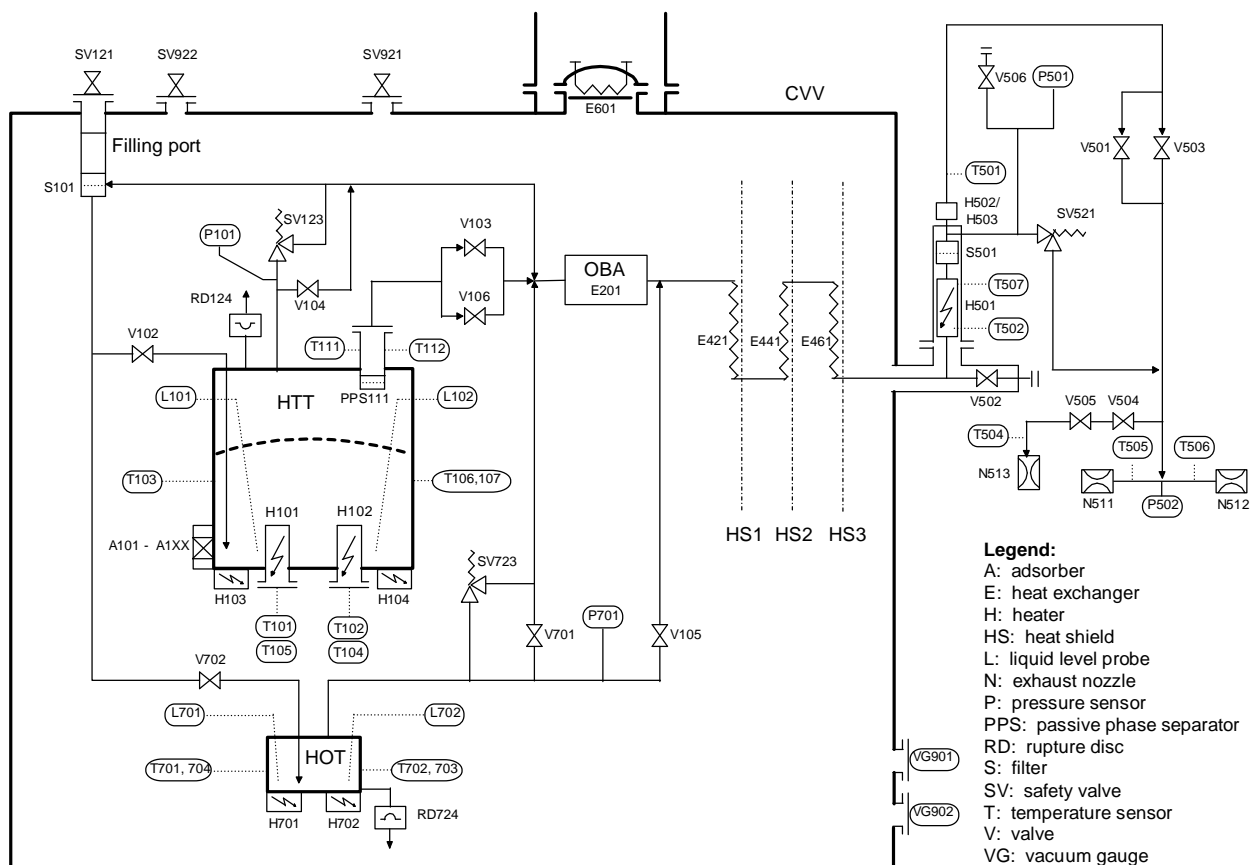 SV121
SV922
SV921
E601
CVV
V506
P501
Filling port
V501
V503
S101
T501
H502/
H503
SV123
P101
V103
SV521
S501
OBA
E201
V106
RD124
V104
T507
H501
T502
V102
T111
T112
E421
E441
E461
PPS111
L101
HTT
L102
V502
V505
V504
T504
T505
T506
T103
T106,107
N513
N511
P502
N512
H101
H102
HS1
HS2
HS3
A101 - A1XX
SV723
H103
H104
T101
T105
T102
T104
P701
V701
V105
V702
L701
L702
HOT
T701, 704
T702, 703
H701
H702
RD724
VG901
VG902
Legend:
A: adsorber
E: heat exchanger
H: heater
HS: heat shield
L: liquid level probe
N: exhaust nozzle
P: pressure sensor
PPS: passive phase separator
RD: rupture disc
S: filter
SV: safety valve
T: temperature sensor
V: valve
VG: vacuum gauge